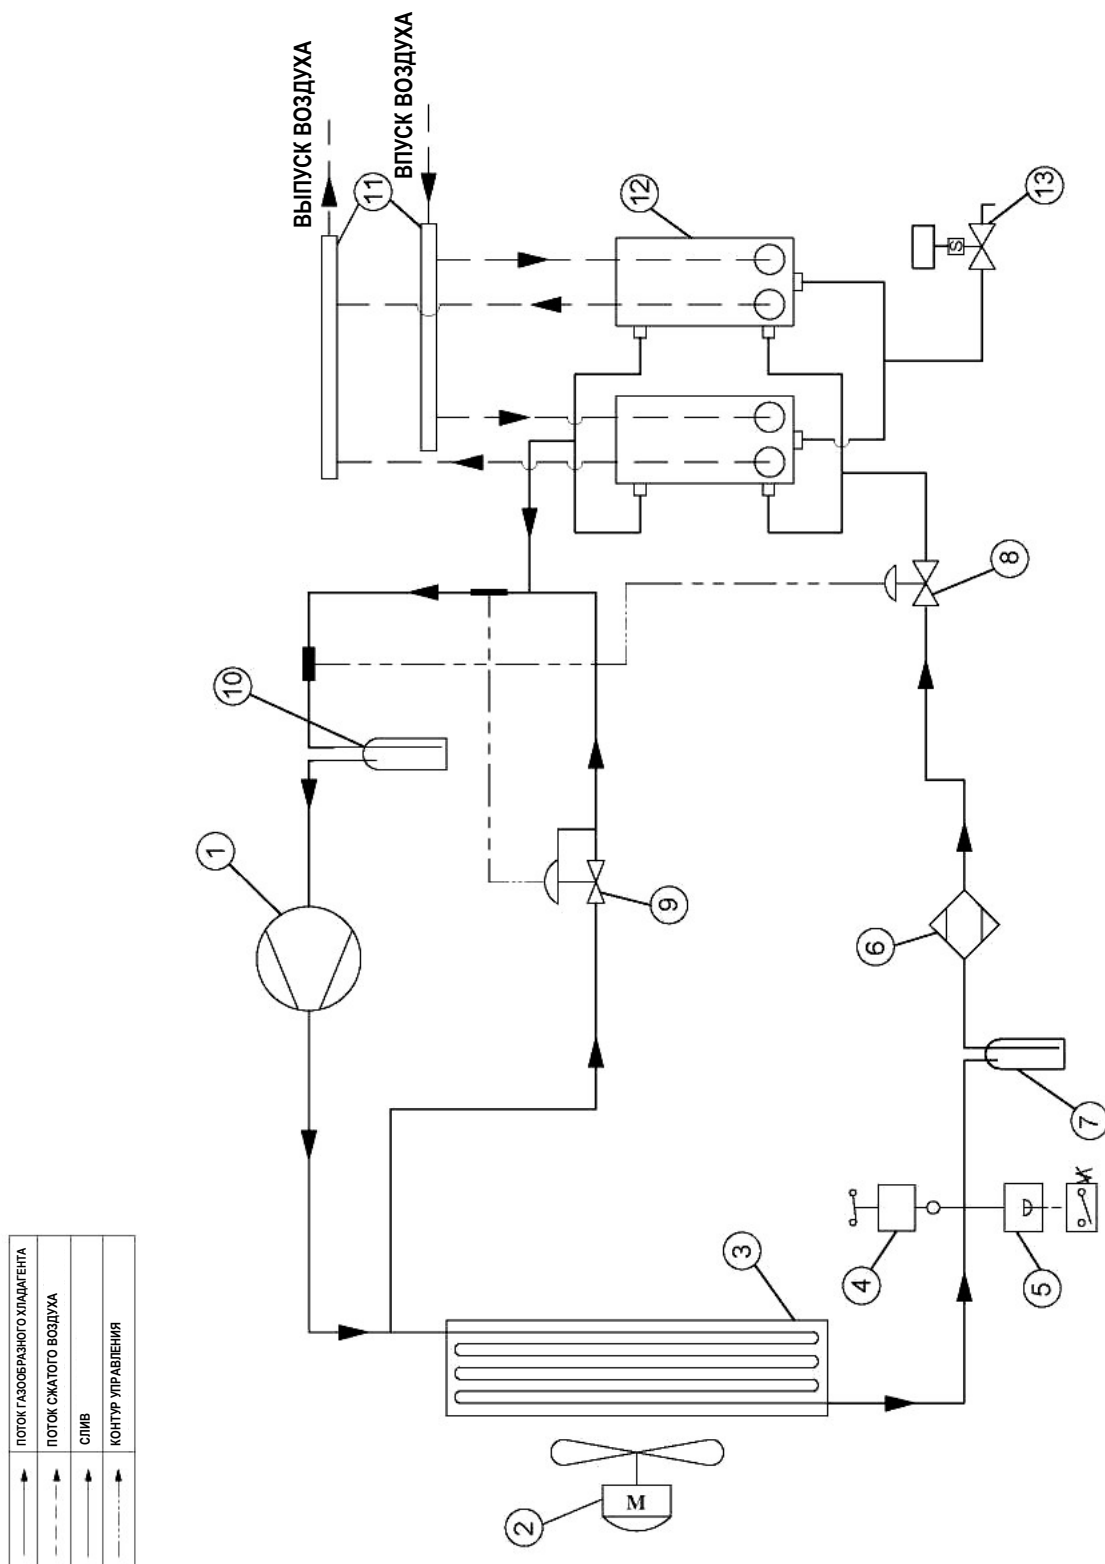 ВЫПУСК ВОЗДУХА
ВПУСК ВОЗДУХА
11
12
13
S
10
1
9
8
6
7
3
4
5
2
M
ПОТОК ГАЗООБРАЗНОГО ХЛАДАГЕНТА
ПОТОК СЖАТОГО ВОЗДУХА
СЛИВ
КОНТУР УПРАВЛЕНИЯ